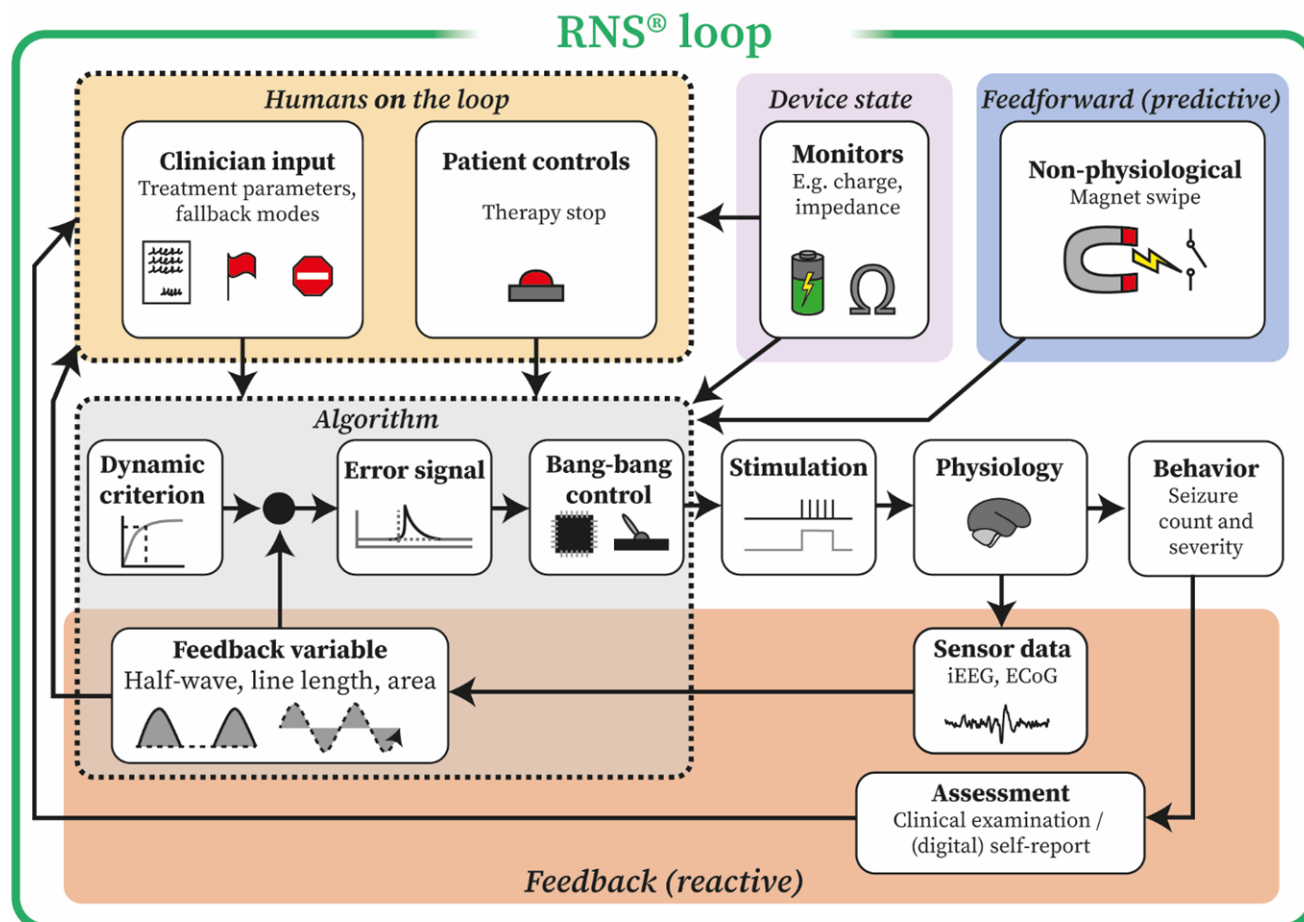 RNS® loop
Humans on the loop
Clinician input
Treatment parameters,
fallback modes
Patient controls
Therapy stop
Device state
Monitors
E.g. charge,
impedance
Ω
Feedforward (predictive)
Non-physiological
Magnet swipe
Algorithm
Dynamic
criterion
Error signal
Bang-bang
control
Stimulation
Physiology
Behavior
Seizure
count and
severity
Feedback variable
Half-wave, line length, area
Sensor data
iEEG, ECoG
Assessment
Clinical examination /
(digital) self-report
Feedback (reactive)